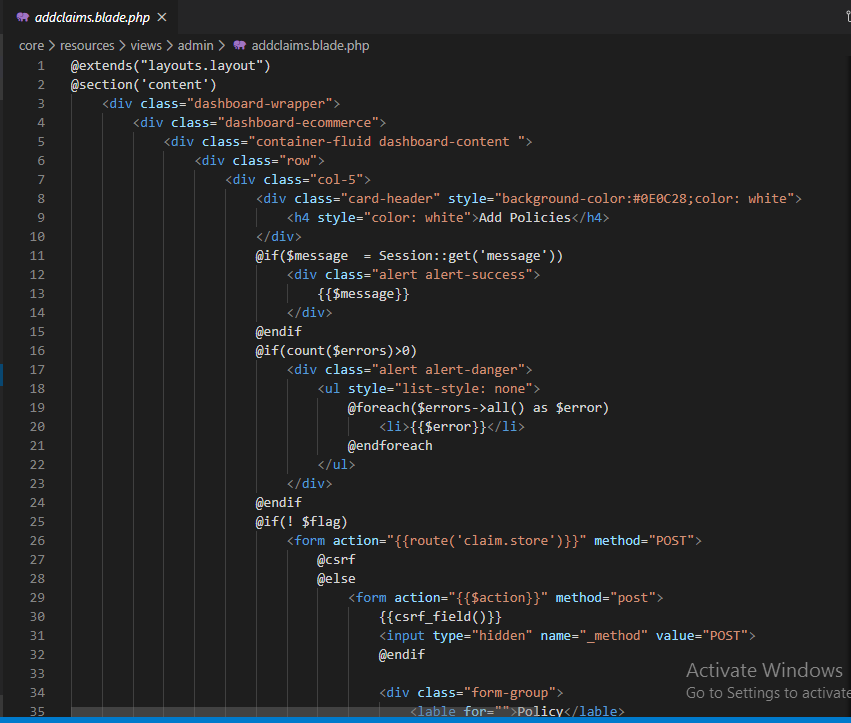 addclaims.blade.php ×
core > resources > views > admin > addclaims.blade.php
1 @extends("layouts.layout")
2 @section('content')
3 <div class="dashboard-wrapper">
4 <div class="dashboard-ecommerce">
5 <div class="container-fluid dashboard-content ">
6 <div class="row">
7 <div class="col-5">
8 <div class="card-header" style="background-color:#0E0C28;color: white">
9 <h4 style="color: white">Add Policies</h4>
10 </div>
11 @if($message  = Session::get('message'))
12 <div class="alert alert-success">
13 {{$message}}
14 </div>
15 @endif
16 @if(count($errors)>0)
17 <div class="alert alert-danger">
18 <ul style="list-style: none">
19 @foreach($errors->all() as $error)
20 <li>{{$error}}</li>
21 @endforeach
22 </ul>
23 </div>
24 @endif
25 @if(! $flag)
26 <form action="{{route('claim.store')}}" method="POST">
27 @csrf
28 @else
29 <form action="{{$action}}" method="post">
30 {{csrf_field()}}
31 <input type="hidden" name="_method" value="POST">
32 @endif
33
34 <div class="form-group">
35 <lable for="">Policy</lable>
Activate Windows
Go to Settings to activate